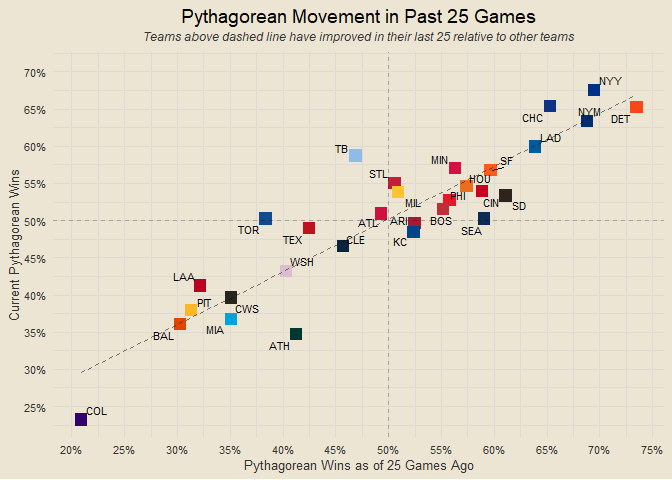 Pythagorean Movement in Past 25 Games
Teams above dashed line have improved in their last 25 relative to other teams
Current Pythagorean Wins
70%
65%
60%
55%
50%
45%
40%
35%
30%
25%
NYY
CHC
NYM
DET
LAD
TB
MIN
SF
STL
HOU
MIL
PHI
CIN
SD
TOR
ATL
ARI
BOS
SEA
TEX
CLE
KC
WSH
LAA
PIT
CWS
BAL
MIA
ATH
COL
20%
25%
30%
35%
40%
45%
50%
55%
60%
65%
70%
75%
Pythagorean Wins as of 25 Games Ago